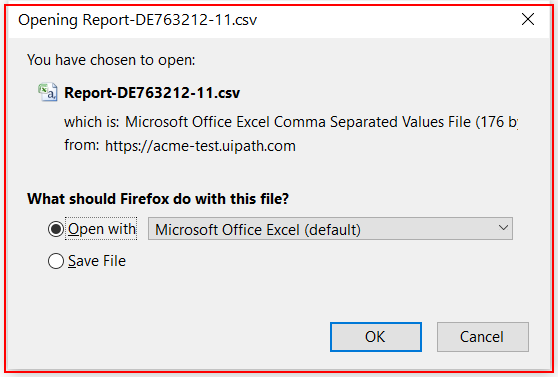 Opening Report-DE763212-11.csv
You have chosen to open:
Report-DE763212-11.csv
which is: Microsoft Office Excel Comma Separated Values File (176 by
from: https://acme-test.uipath.com
What should Firefox do with this file?
Open with Microsoft Office Excel (default)
Save File
OK Cancel